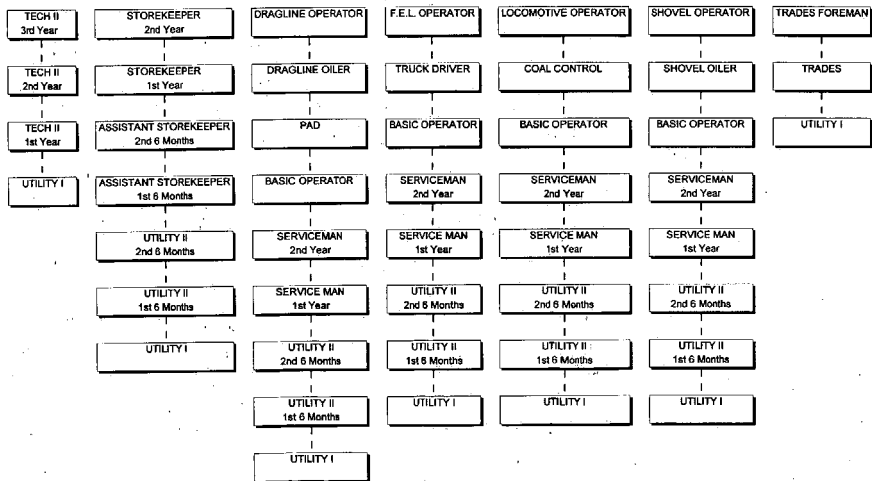 TECH II
3rd Year
TECH II
2nd Year
TECH II
1st Year
UTILITY I
STOREKEEPER
2nd Year
STOREKEEPER
1st Year
ASSISTANT STOREKEEPER
2nd 6 Months
ASSISTANT STOREKEEPER
1st 6 Months
UTILITY II
2nd 6 Months
UTILITY II
1st 6 Months
UTILITY I
DRAGLINE OPERATOR
DRAGLINE OILER
PAD
BASIC OPERATOR
SERVICEMAN
2nd Year
SERVICE MAN
1st Year
UTILITY II
2nd 6 Months
UTILITY II
1st 6 Months
UTILITY I
F.E.L. OPERATOR
TRUCK DRIVER
BASIC OPERATOR
SERVICEMAN
2nd Year
SERVICE MAN
1st Year
UTILITY II
2nd 6 Months
UTILITY II
1st 6 Months
UTILITY I
LOCOMOTIVE OPERATOR
COAL CONTROL
BASIC OPERATOR
SERVICEMAN
2nd Year
SERVICE MAN
1st Year
UTILITY II
2nd 6 Months
UTILITY II
1st 6 Months
UTILITY I
SHOVEL OPERATOR
SHOVEL OILER
BASIC OPERATOR
SERVICEMAN
2nd Year
SERVICE MAN
1st Year
UTILITY II
2nd 6 Months
UTILITY II
1st 6 Months
UTILITY I
TRADES FOREMAN
TRADES
UTILITY I